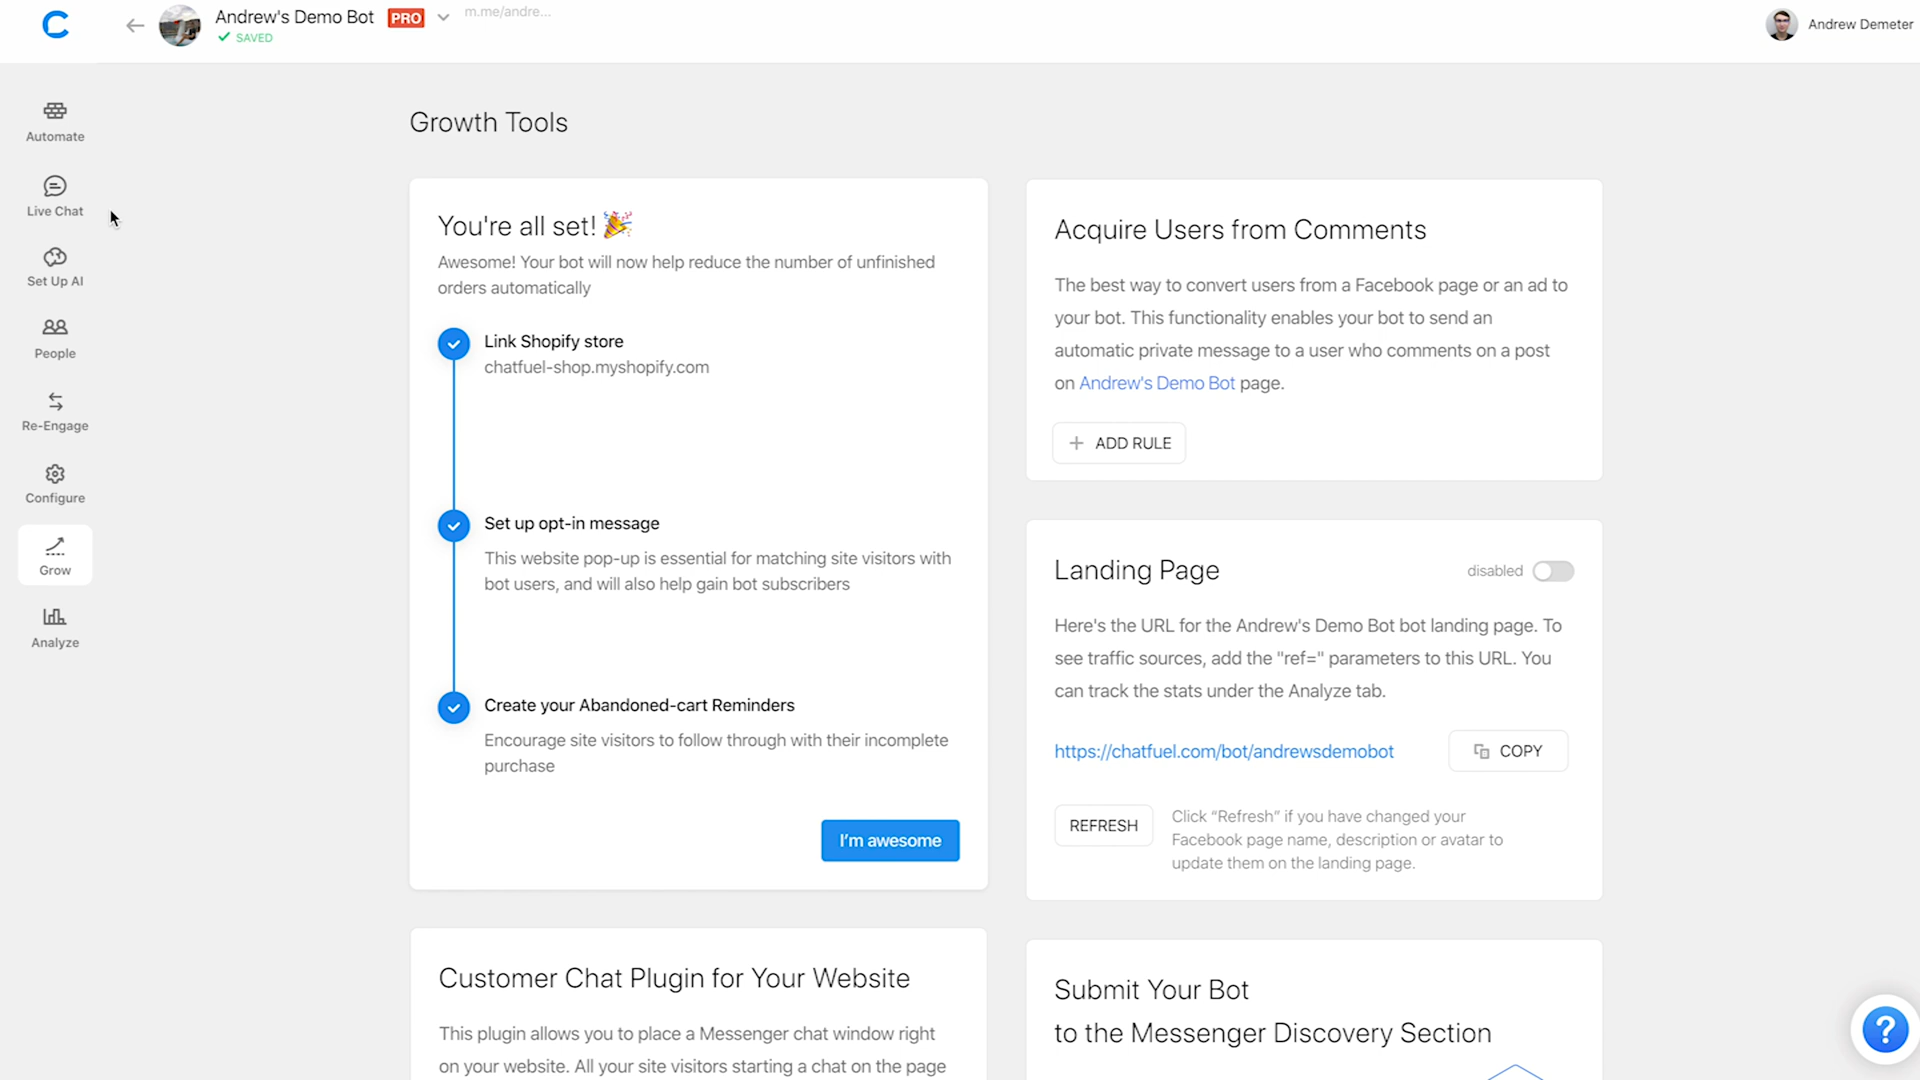 Andrew's Demo Bot PRO
m.me/andre...
SAVED
Andrew Demeter
Automate
Live Chat
Set Up AI
People
Re-Engage
Configure
Grow
Analyze
Growth Tools
You're all set! 🎉
Awesome! Your bot will now help reduce the number of unfinished
orders automatically
Link Shopify store
chatfuel-shop.myshopify.com
Set up opt-in message
This website pop-up is essential for matching site visitors with
bot users, and will also help gain bot subscribers
Create your Abandoned-cart Reminders
Encourage site visitors to follow through with their incomplete
purchase
I'm awesome
Customer Chat Plugin for Your Website
This plugin allows you to place a Messenger chat window right
on your website. All your site visitors starting a chat on the page
Acquire Users from Comments
The best way to convert users from a Facebook page or an ad to
your bot. This functionality enables your bot to send an
automatic private message to a user who comments on a post
on Andrew's Demo Bot page.
+ ADD RULE
Landing Page
disabled
Here's the URL for the Andrew's Demo Bot bot landing page. To
see traffic sources, add the "ref=" parameters to this URL. You
can track the stats under the Analyze tab.
https://chatfuel.com/bot/andrewsdemobot
COPY
REFRESH
Click “Refresh” if you have changed your
Facebook page name, description or avatar to
update them on the landing page.
Submit Your Bot
to the Messenger Discovery Section
?